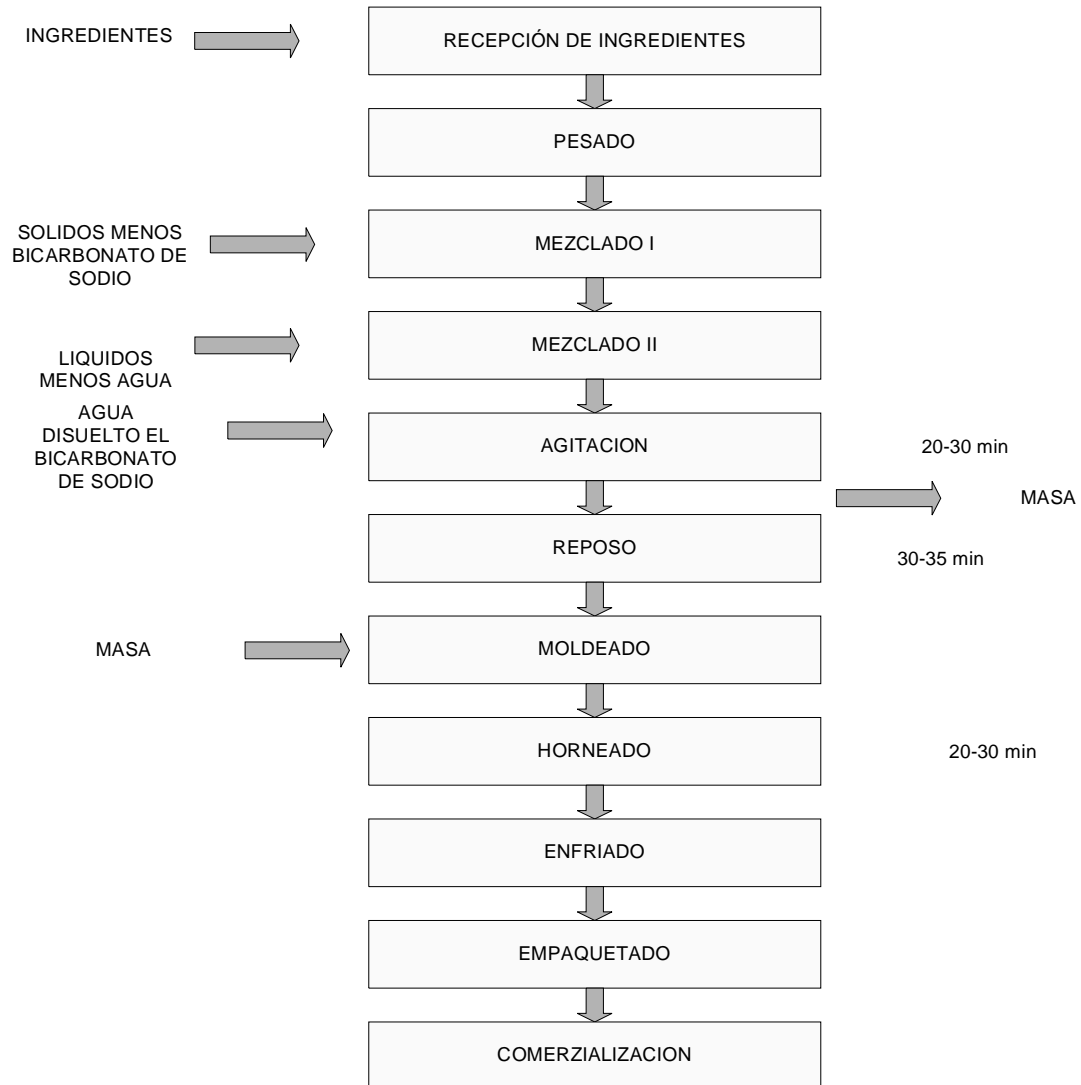 INGREDIENTES
RECEPCIÓN DE INGREDIENTES
PESADO
SOLIDOS MENOS
BICARBONATO DE
SODIO
MEZCLADO I
LIQUIDOS
MENOS AGUA
MEZCLADO II
AGUA
DISUELTO EL
BICARBONATO
DE SODIO
AGITACION
20-30 min
MASA
REPOSO
30-35 min
MASA
MOLDEADO
HORNEADO
20-30 min
ENFRIADO
EMPAQUETADO
COMERZIALIZACION